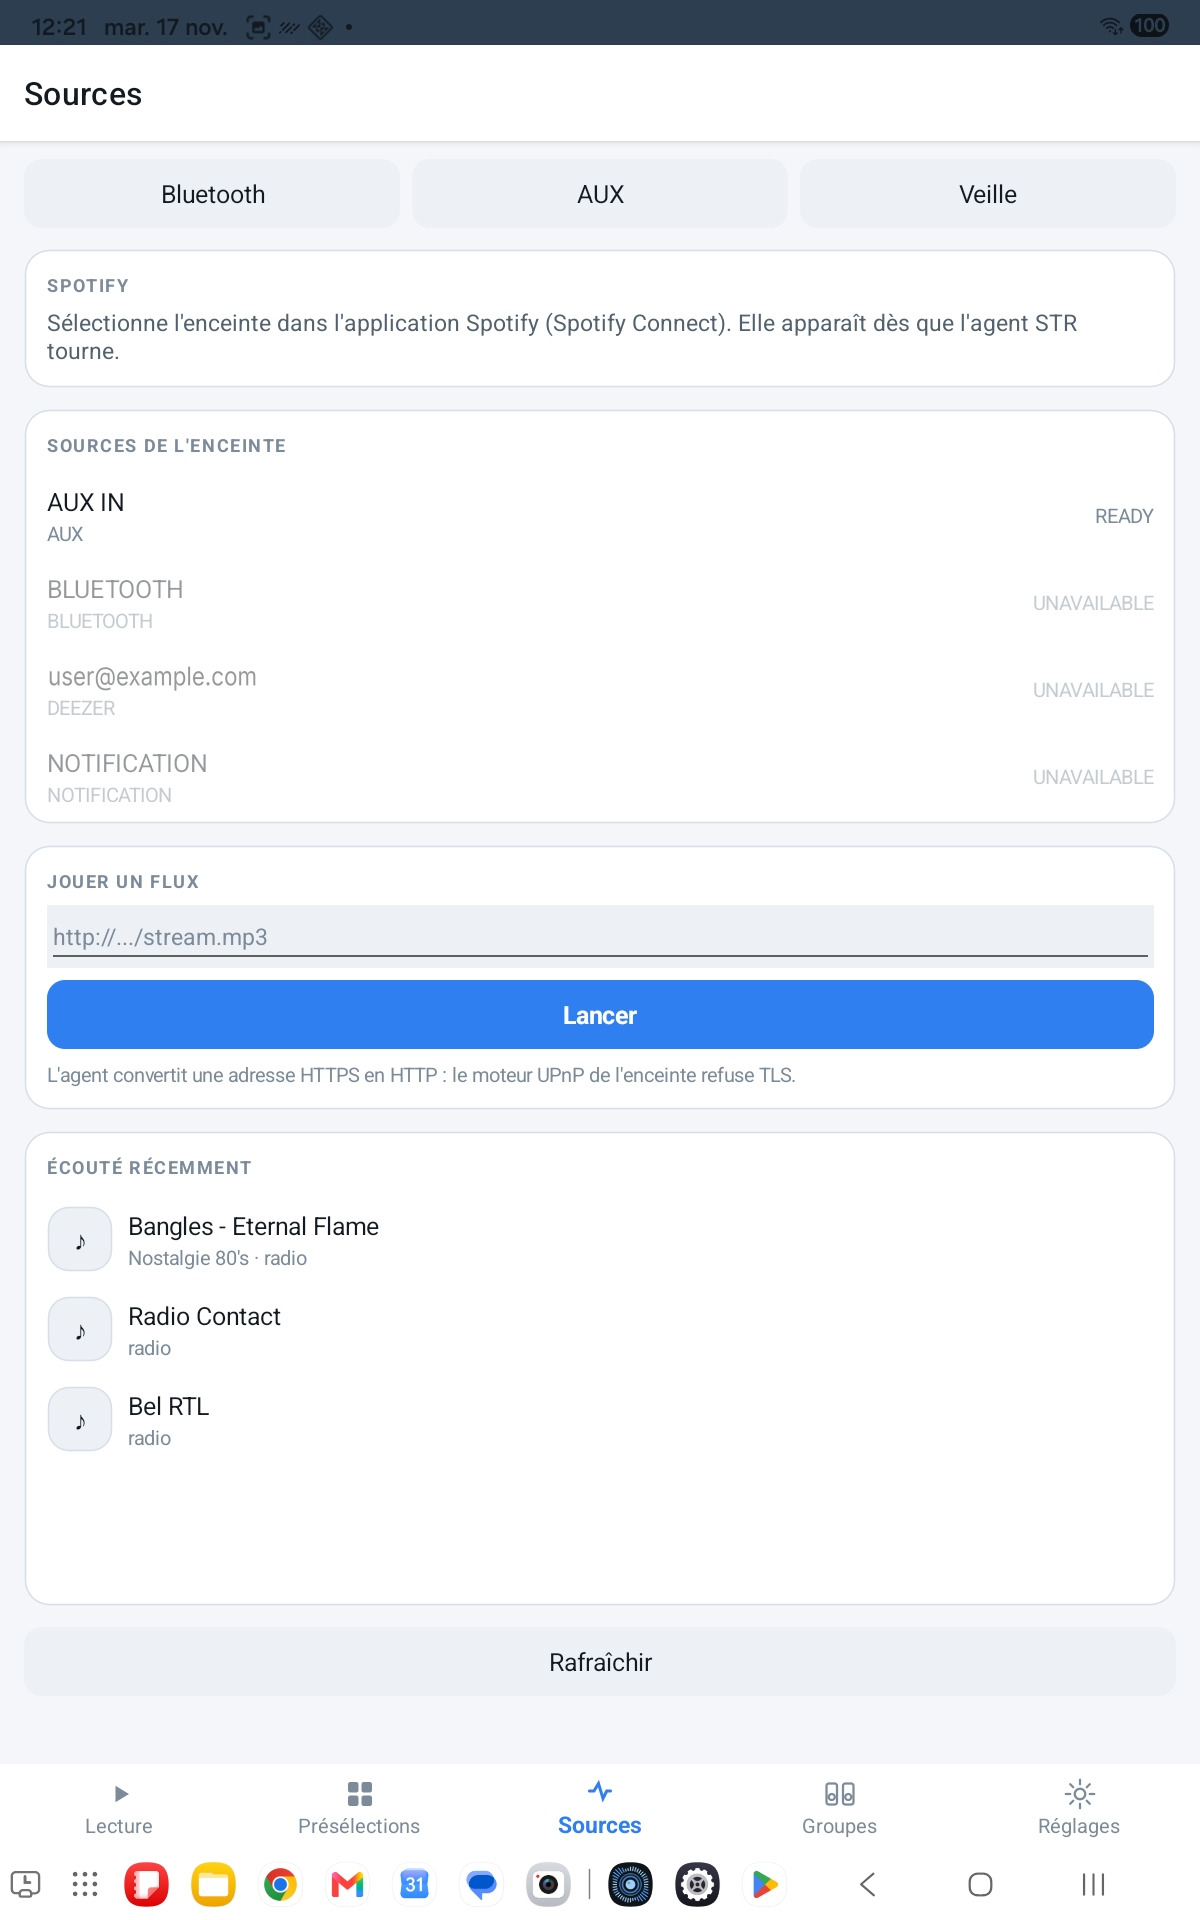 12:21 mar. 17 nov.
100
Sources
Bluetooth
AUX
Veille
SPOTIFY
Sélectionne l'enceinte dans l'application Spotify (Spotify Connect). Elle apparaît dès que l'agent STR
tourne.
SOURCES DE L'ENCEINTE
AUX IN
AUX
READY
BLUETOOTH
BLUETOOTH
UNAVAILABLE
user@example.com
DEEZER
UNAVAILABLE
NOTIFICATION
NOTIFICATION
UNAVAILABLE
JOUER UN FLUX
http://.../stream.mp3
Lancer
L'agent convertit une adresse HTTPS en HTTP : le moteur UPnP de l'enceinte refuse TLS.
ÉCOUTÉ RÉCEMMENT
Bangles - Eternal Flame
Nostalgie 80's · radio
Radio Contact
radio
Bel RTL
radio
Rafraîchir
Lecture
Présélections
Sources
Groupes
Réglages
31